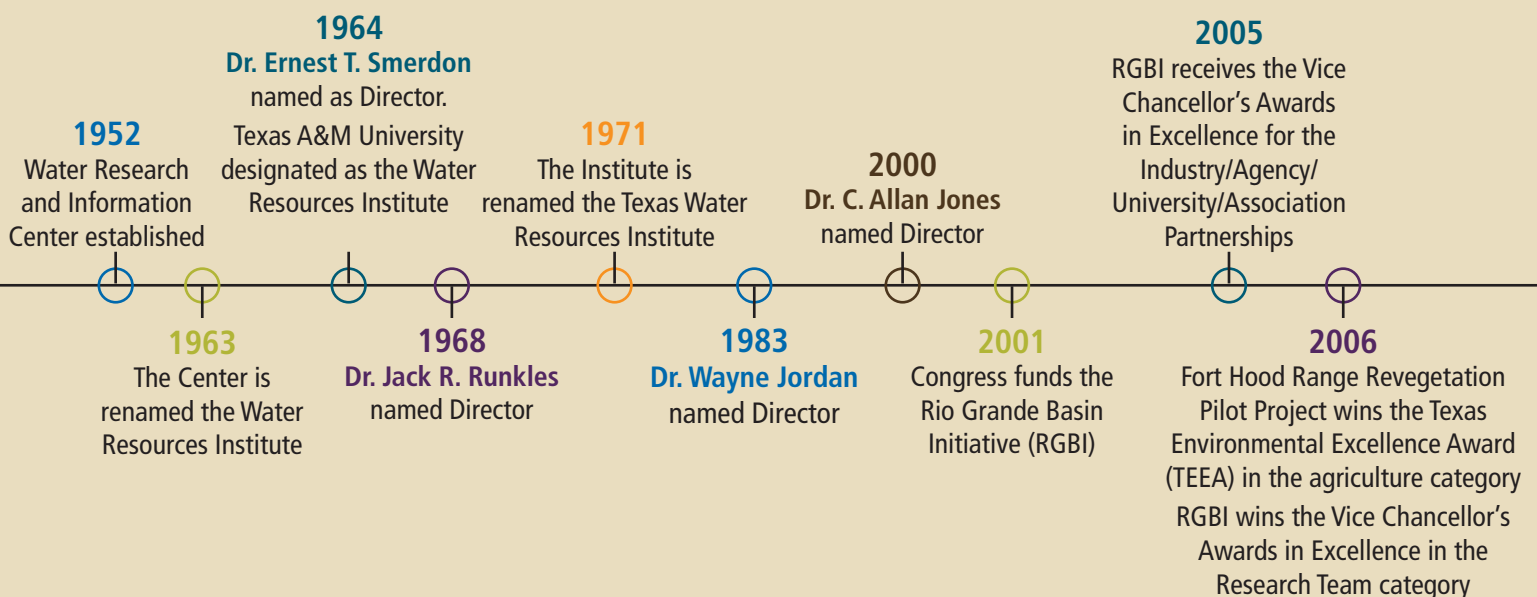 1952
Water Research
and Information
Center established
1963
The Center is
renamed the Water
Resources Institute
1964
Dr. Ernest T. Smerdon
named as Director.
Texas A&M University
designated as the Water
Resources Institute
1968
Dr. Jack R. Runkles
named Director
1971
The Institute is
renamed the Texas Water
Resources Institute
1983
Dr. Wayne Jordan
named Director
2000
Dr. C. Allan Jones
named Director
2001
Congress funds the
Rio Grande Basin
Initiative (RGBI)
2005
RGBI receives the Vice
Chancellor's Awards
in Excellence for the
Industry/Agency/
University/Association
Partnerships
2006
Fort Hood Range Revegetation
Pilot Project wins the Texas
Environmental Excellence Award
(TEEA) in the agriculture category
RGBI wins the Vice Chancellor's
Awards in Excellence in the
Research Team category